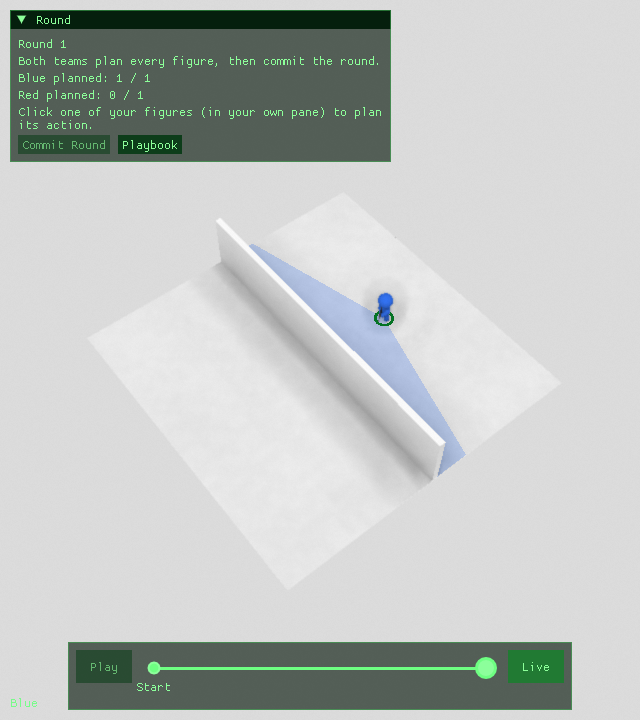 Round
Round 1
Both teams plan every figure, then commit the round.
Blue planned: 1 / 1
Red planned: 0 / 1
Click one of your figures (in your own pane) to plan
its action.
Commit Round Playbook
Play Live
Start
Blue